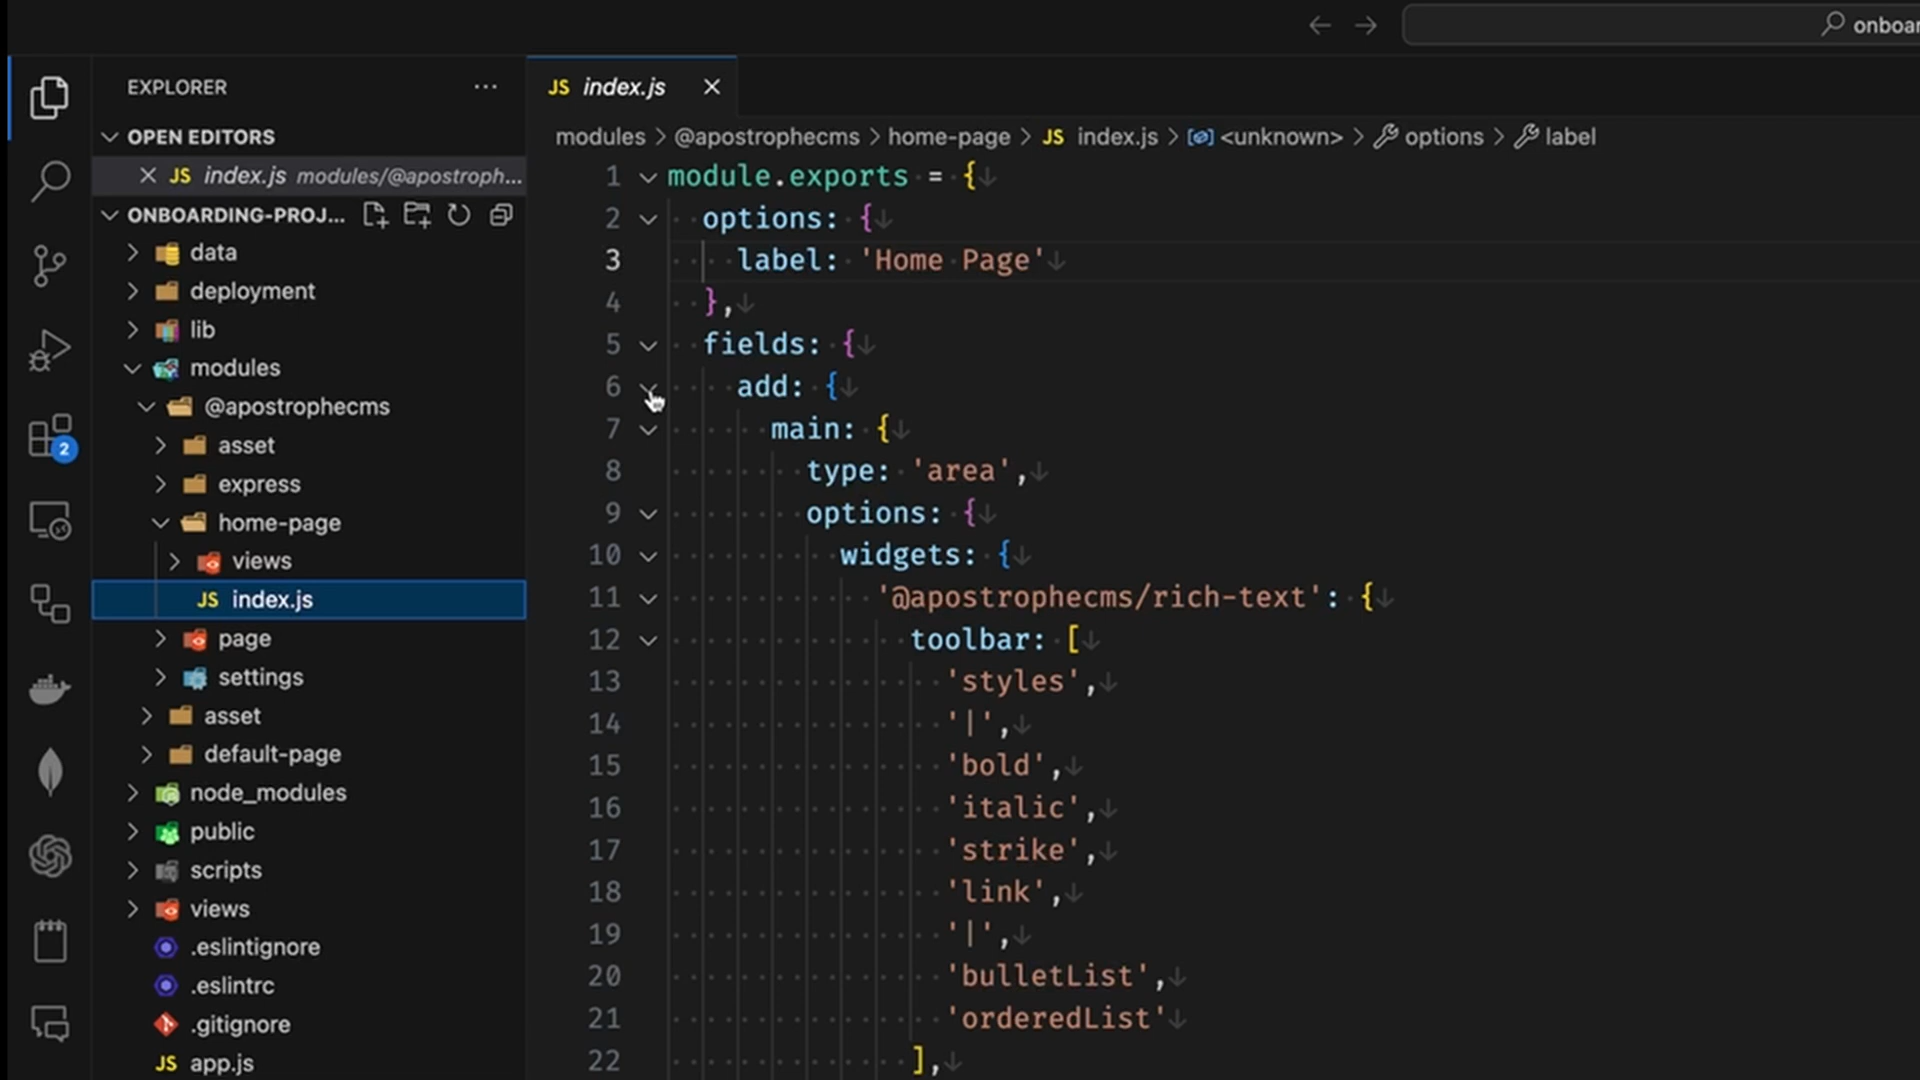 onboar
EXPLORER ...
OPEN EDITORS
JS index.js modules/@apostroph...
ONBOARDING-PROJ...
data
deployment
lib
modules
@apostrophecms
asset
express
home-page
views
JS index.js
page
settings
asset
default-page
node_modules
public
scripts
views
.eslintignore
.eslintrc
.gitignore
JS app.js
2
JS index.js
modules > @apostrophecms > home-page > JS index.js > <unknown> > options > label
1 module.exports = {
2 options: {
3 label: 'Home Page'
4 },
5 fields: {
6 add: {
7 main: {
8 type: 'area',
9 options: {
10 widgets: {
11 '@apostrophecms/rich-text': {
12 toolbar: [
13 'styles',
14 '|',
15 'bold',
16 'italic',
17 'strike',
18 'link',
19 '|',
20 'bulletList',
21 'orderedList'
22 ],